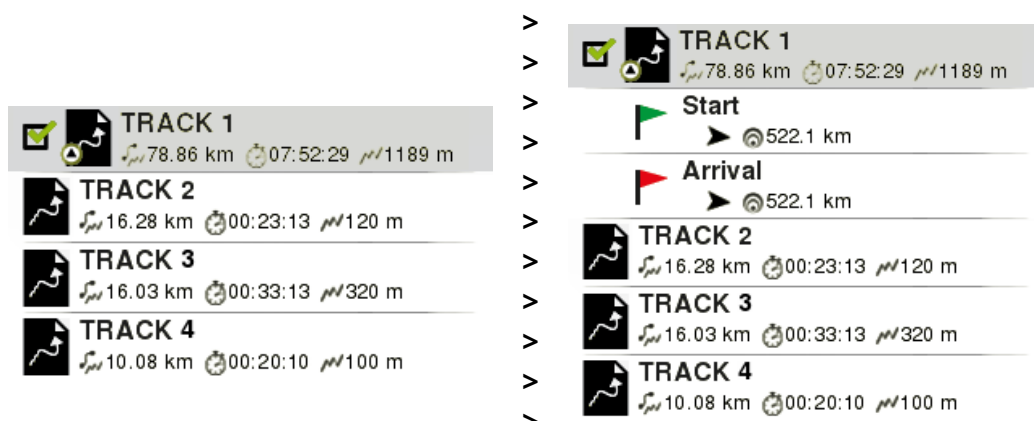 TRACK 1
78.86 km 07:52:29 1189 m
TRACK 2
16.28 km 00:23:13 120 m
TRACK 3
16.03 km 00:33:13 320 m
TRACK 4
10.08 km 00:20:10 100 m
>
>
>
>
>
>
>
>
>
>
>
TRACK 1
78.86 km 07:52:29 1189 m
Start
522.1 km
Arrival
522.1 km
TRACK 2
16.28 km 00:23:13 120 m
TRACK 3
16.03 km 00:33:13 320 m
TRACK 4
10.08 km 00:20:10 100 m